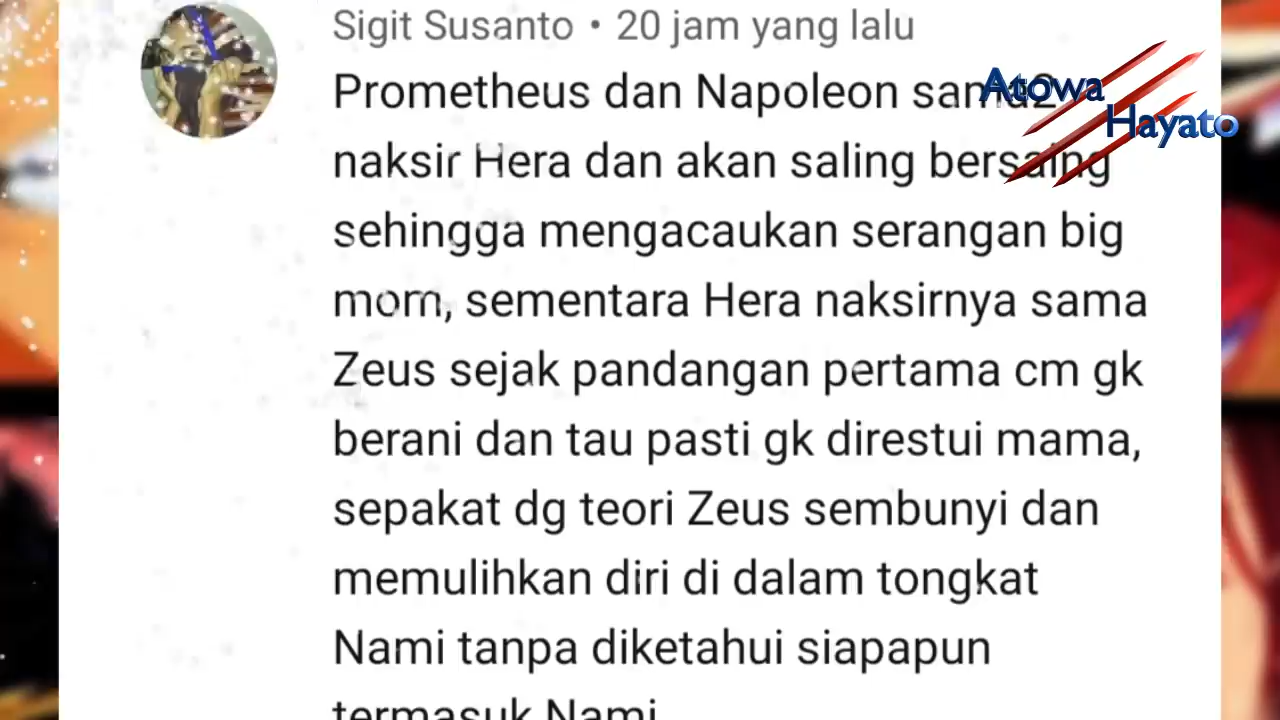 Sigit Susanto • 20 jam yang lalu
Prometheus dan Napoleon sama2
naksir Hera dan akan saling bersaing
sehingga mengacaukan serangan big
mom, sementara Hera naksirnya sama
Zeus sejak pandangan pertama cm gk
berani dan tau pasti gk direstui mama,
sepakat dg teori Zeus sembunyi dan
memulihkan diri di dalam tongkat
Nami tanpa diketahui siapapun
termasuk Nami
Atowa
Hayato